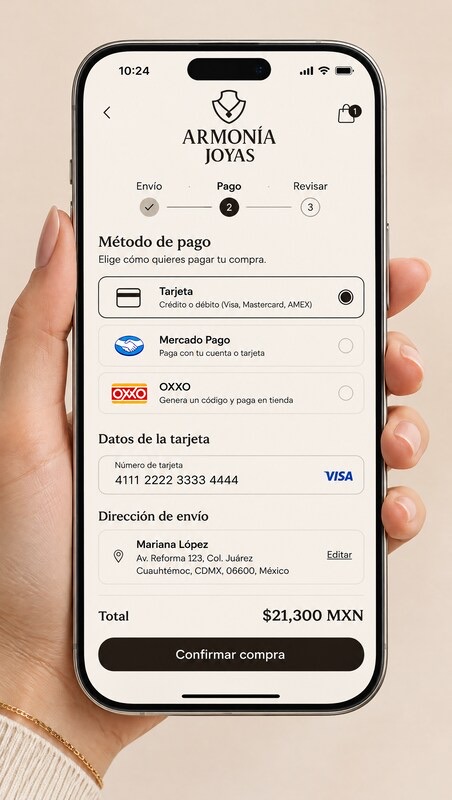 10:24
1
ARMONÍA
JOYAS
Envío Pago Revisar
2 3
Método de pago
Elige cómo quieres pagar tu compra.
Tarjeta
Crédito o débito (Visa, Mastercard, AMEX)
Mercado Pago
Paga con tu cuenta o tarjeta
OXXO
OXXO
Genera un código y paga en tienda
Datos de la tarjeta
Número de tarjeta
4111 2222 3333 4444
VISA
Dirección de envío
Mariana López
Av. Reforma 123, Col. Juárez
Cuauhtémoc, CDMX, 06600, México
Editar
Total $21,300 MXN
Confirmar compra